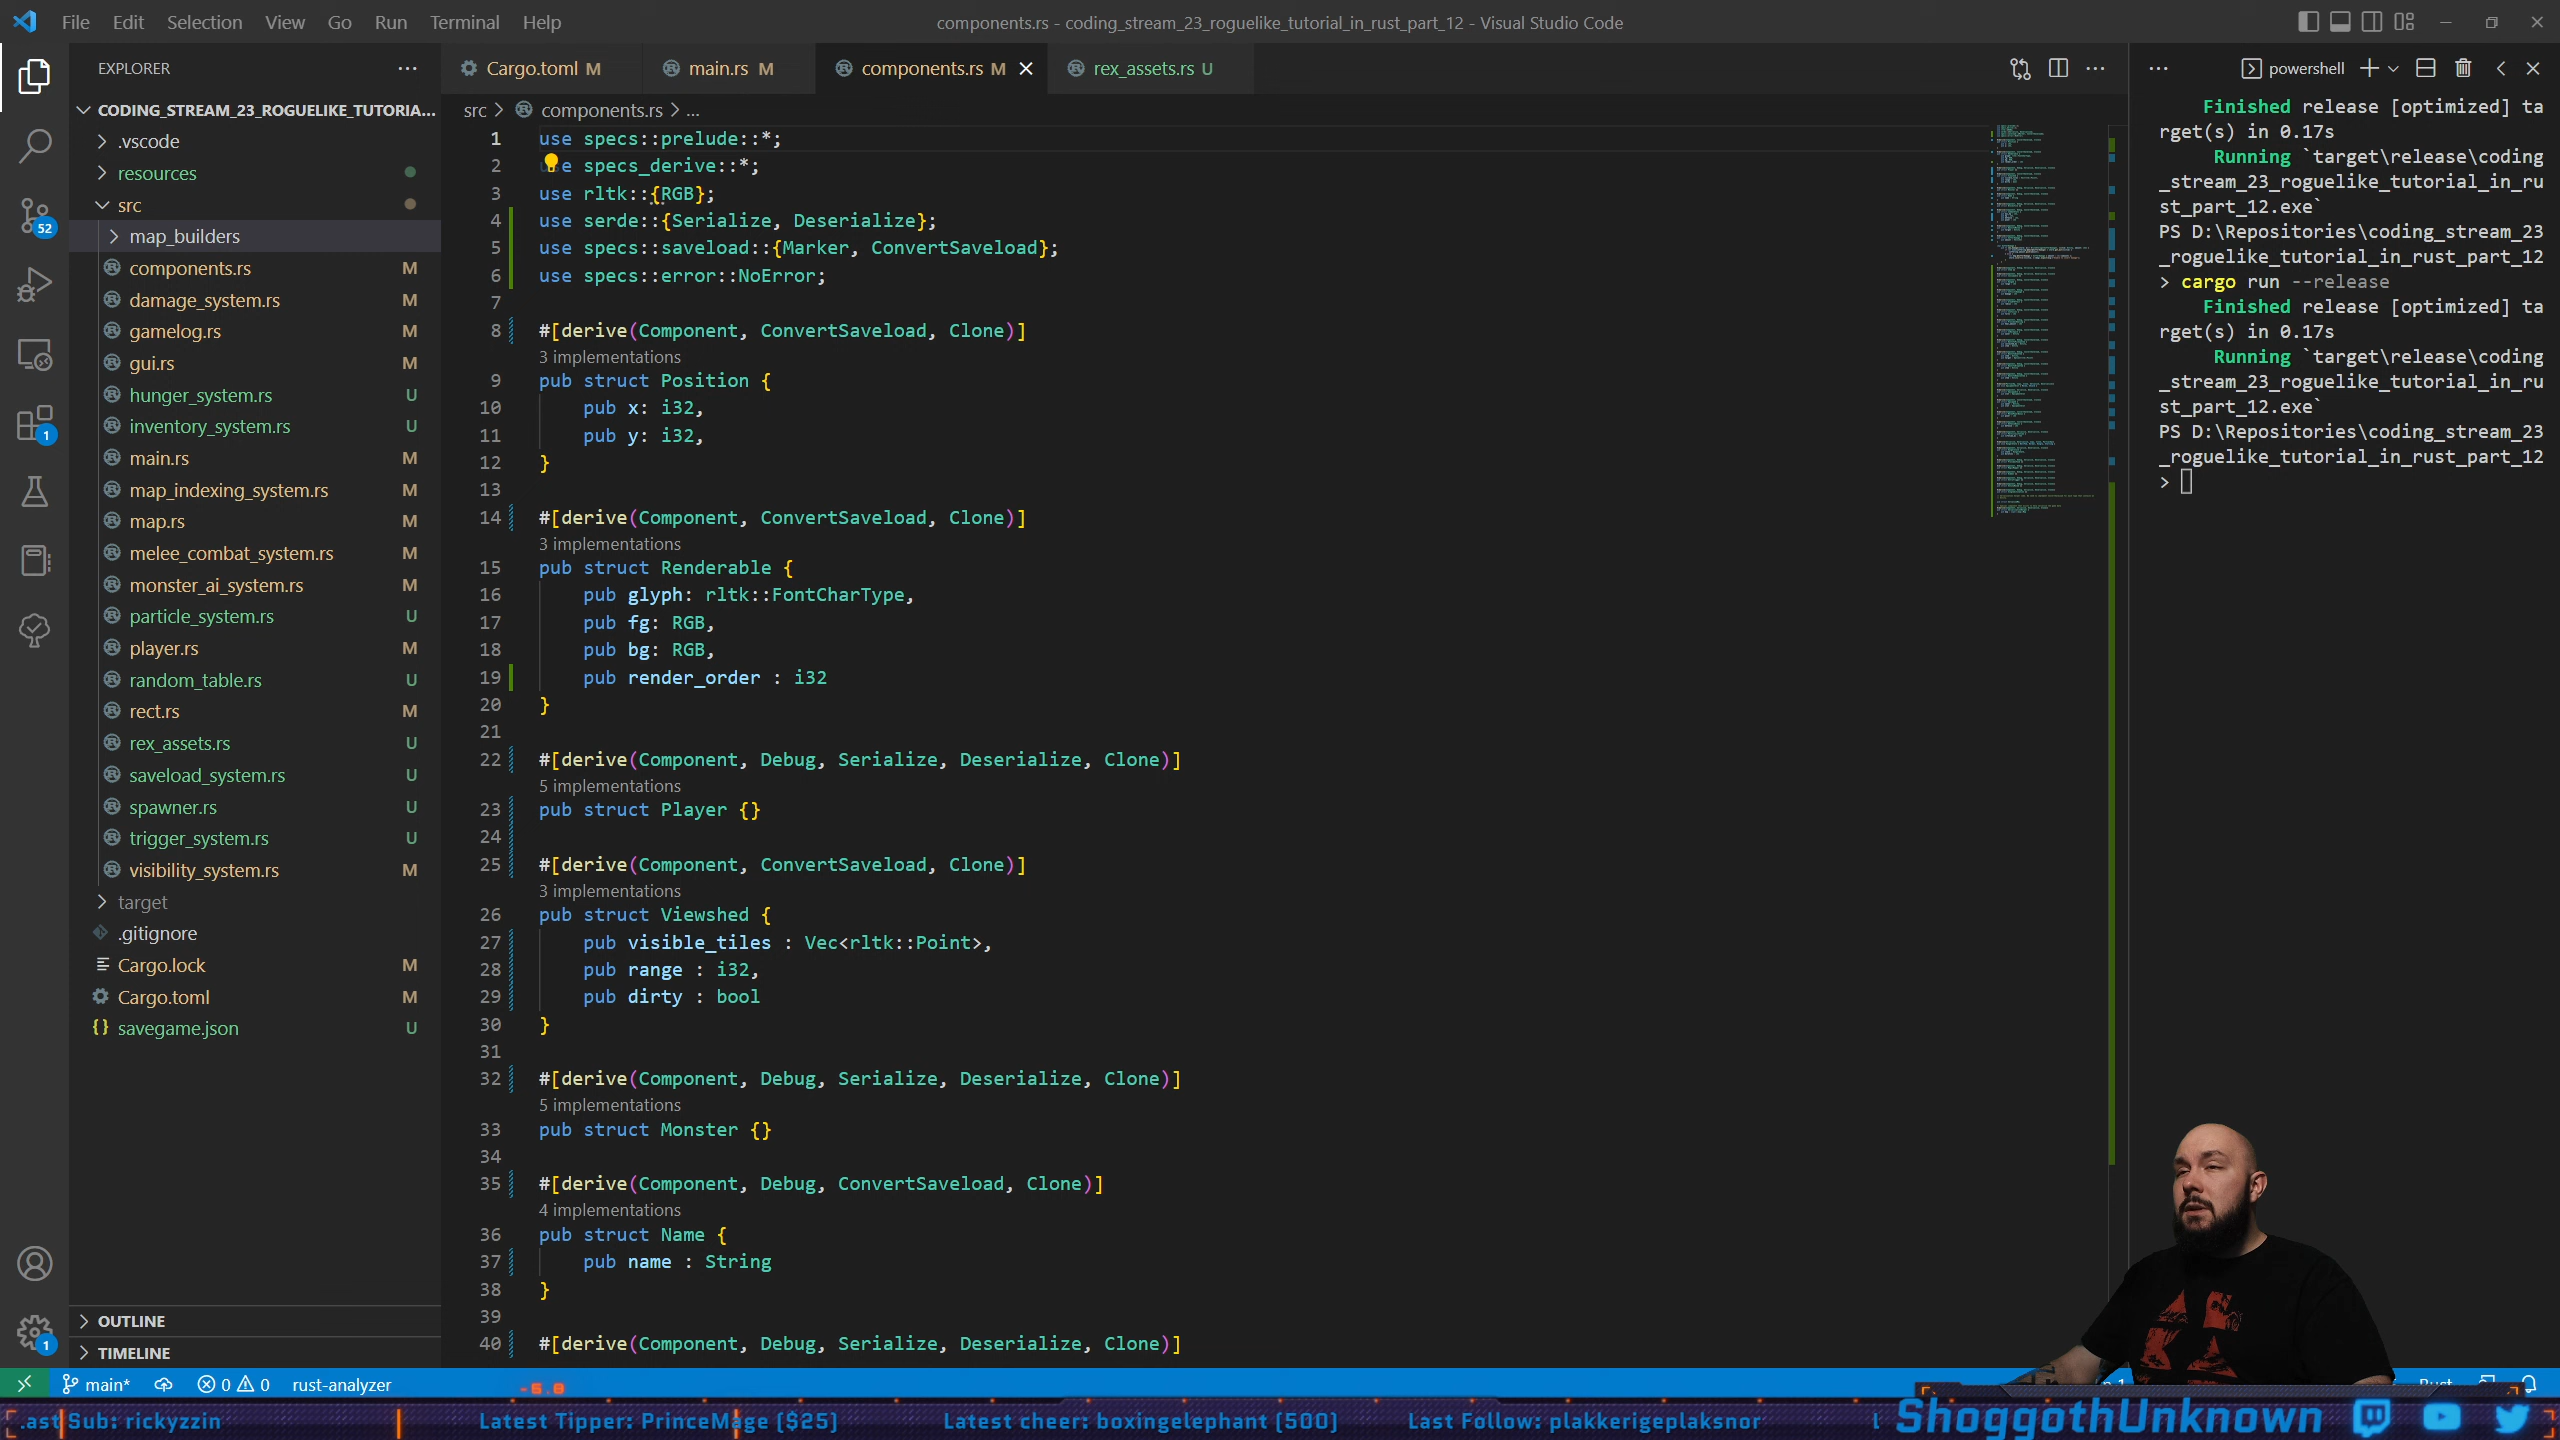 File Edit Selection View Go Run Terminal Help
components.rs - coding_stream_23_roguelike_tutorial_in_rust_part_12 - Visual Studio Code
EXPLORER
CODING_STREAM_23_ROGUELIKE_TUTORIA...
.vscode
resources
src
map_builders
components.rs M
damage_system.rs M
gamelog.rs M
gui.rs M
hunger_system.rs U
inventory_system.rs U
main.rs M
map_indexing_system.rs M
map.rs M
melee_combat_system.rs M
monster_ai_system.rs M
particle_system.rs U
player.rs M
random_table.rs U
rect.rs M
rex_assets.rs U
saveload_system.rs U
spawner.rs U
trigger_system.rs U
visibility_system.rs M
target
.gitignore
Cargo.lock M
Cargo.toml M
savegame.json U
OUTLINE
TIMELINE
52
1
1
Cargo.toml M main.rs M components.rs M rex_assets.rs U
src > components.rs > ...
1 use specs::prelude::*;
2 use specs_derive::*;
3 use rltk::{RGB};
4 use serde::{Serialize, Deserialize};
5 use specs::saveload::{Marker, ConvertSaveload};
6 use specs::error::NoError;
7
8 #[derive(Component, ConvertSaveload, Clone)]
3 implementations
9 pub struct Position {
10 pub x: i32,
11 pub y: i32,
12 }
13
14 #[derive(Component, ConvertSaveload, Clone)]
3 implementations
15 pub struct Renderable {
16 pub glyph: rltk::FontCharType,
17 pub fg: RGB,
18 pub bg: RGB,
19 pub render_order : i32
20 }
21
22 #[derive(Component, Debug, Serialize, Deserialize, Clone)]
5 implementations
23 pub struct Player {}
24
25 #[derive(Component, ConvertSaveload, Clone)]
3 implementations
26 pub struct Viewshed {
27 pub visible_tiles : Vec<rltk::Point>,
28 pub range : i32,
29 pub dirty : bool
30 }
31
32 #[derive(Component, Debug, Serialize, Deserialize, Clone)]
5 implementations
33 pub struct Monster {}
34
35 #[derive(Component, Debug, ConvertSaveload, Clone)]
4 implementations
36 pub struct Name {
37 pub name : String
38 }
39
40 #[derive(Component, Debug, Serialize, Deserialize, Clone)]
powershell
Finished release [optimized] ta
rget(s) in 0.17s
Running `target\release\coding
_stream_23_roguelike_tutorial_in_ru
st_part_12.exe`
PS D:\Repositories\coding_stream_23
_roguelike_tutorial_in_rust_part_12
> cargo run --release
Finished release [optimized] ta
rget(s) in 0.17s
Running `target\release\coding
_stream_23_roguelike_tutorial_in_ru
st_part_12.exe`
PS D:\Repositories\coding_stream_23
_roguelike_tutorial_in_rust_part_12
>
main* 0 0 rust-analyzer
Sub: rickyzzin
Latest Tipper: PrinceMage ($25)
Latest cheer: boxingelephant (500)
Last Follow: plakkerigeplaksnor
ShoggothUnknown